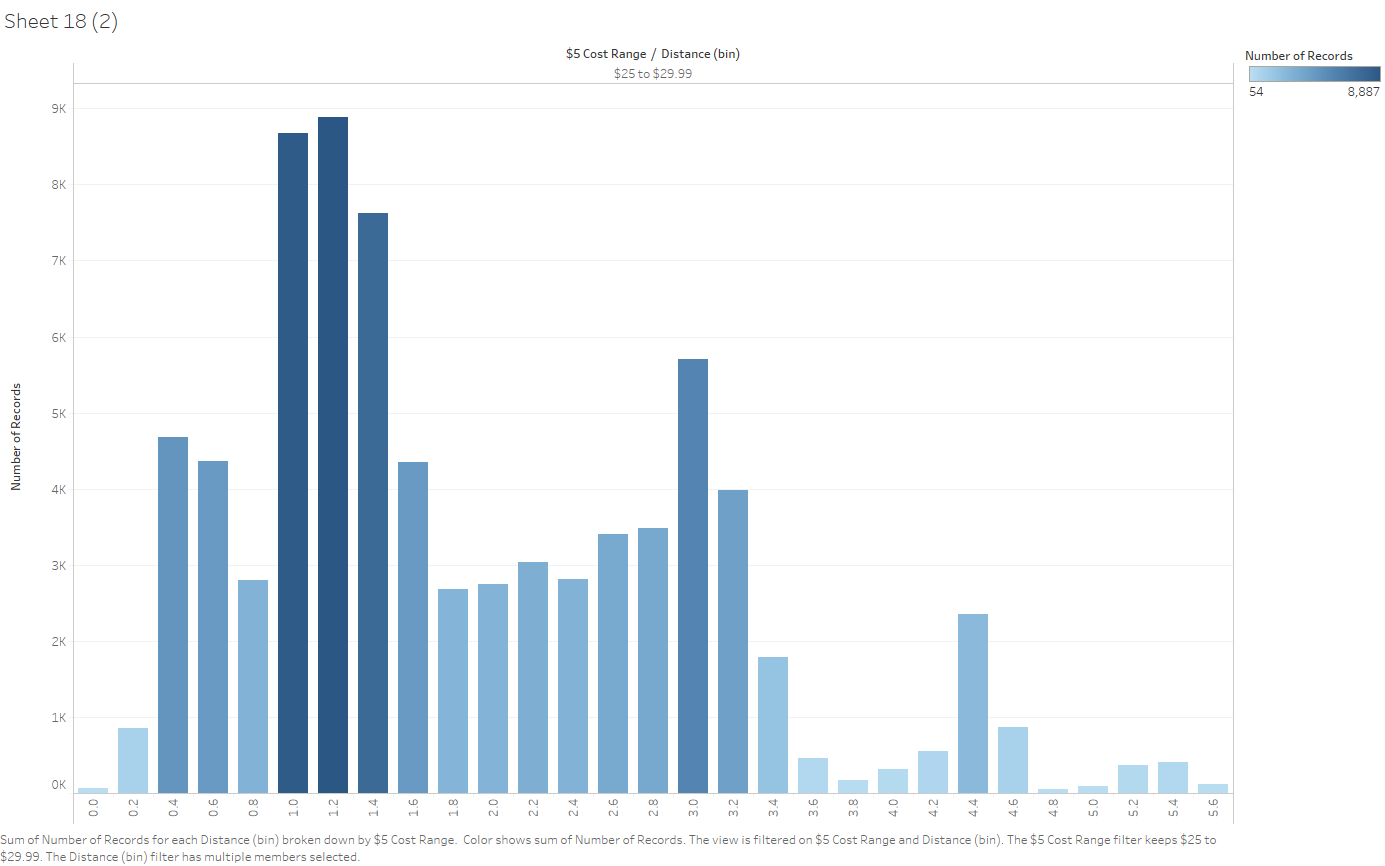 Sheet 18 (2)
$5 Cost Range / Distance (bin)
$25 to $29.99
Number of Records
54 8,887
9K
8K
7K
6K
5K
4K
3K
2K
1K
0K
Number of Records
0.0 0.2 0.4 0.6 0.8 1.0 1.2 1.4 1.6 1.8 2.0 2.2 2.4 2.6 2.8 3.0 3.2 3.4 3.6 3.8 4.0 4.2 4.4 4.6 4.8 5.0 5.2 5.4 5.6
Sum of Number of Records for each Distance (bin) broken down by $5 Cost Range.  Color shows sum of Number of Records. The view is filtered on $5 Cost Range and Distance (bin). The $5 Cost Range filter keeps $25 to
$29.99. The Distance (bin) filter has multiple members selected.